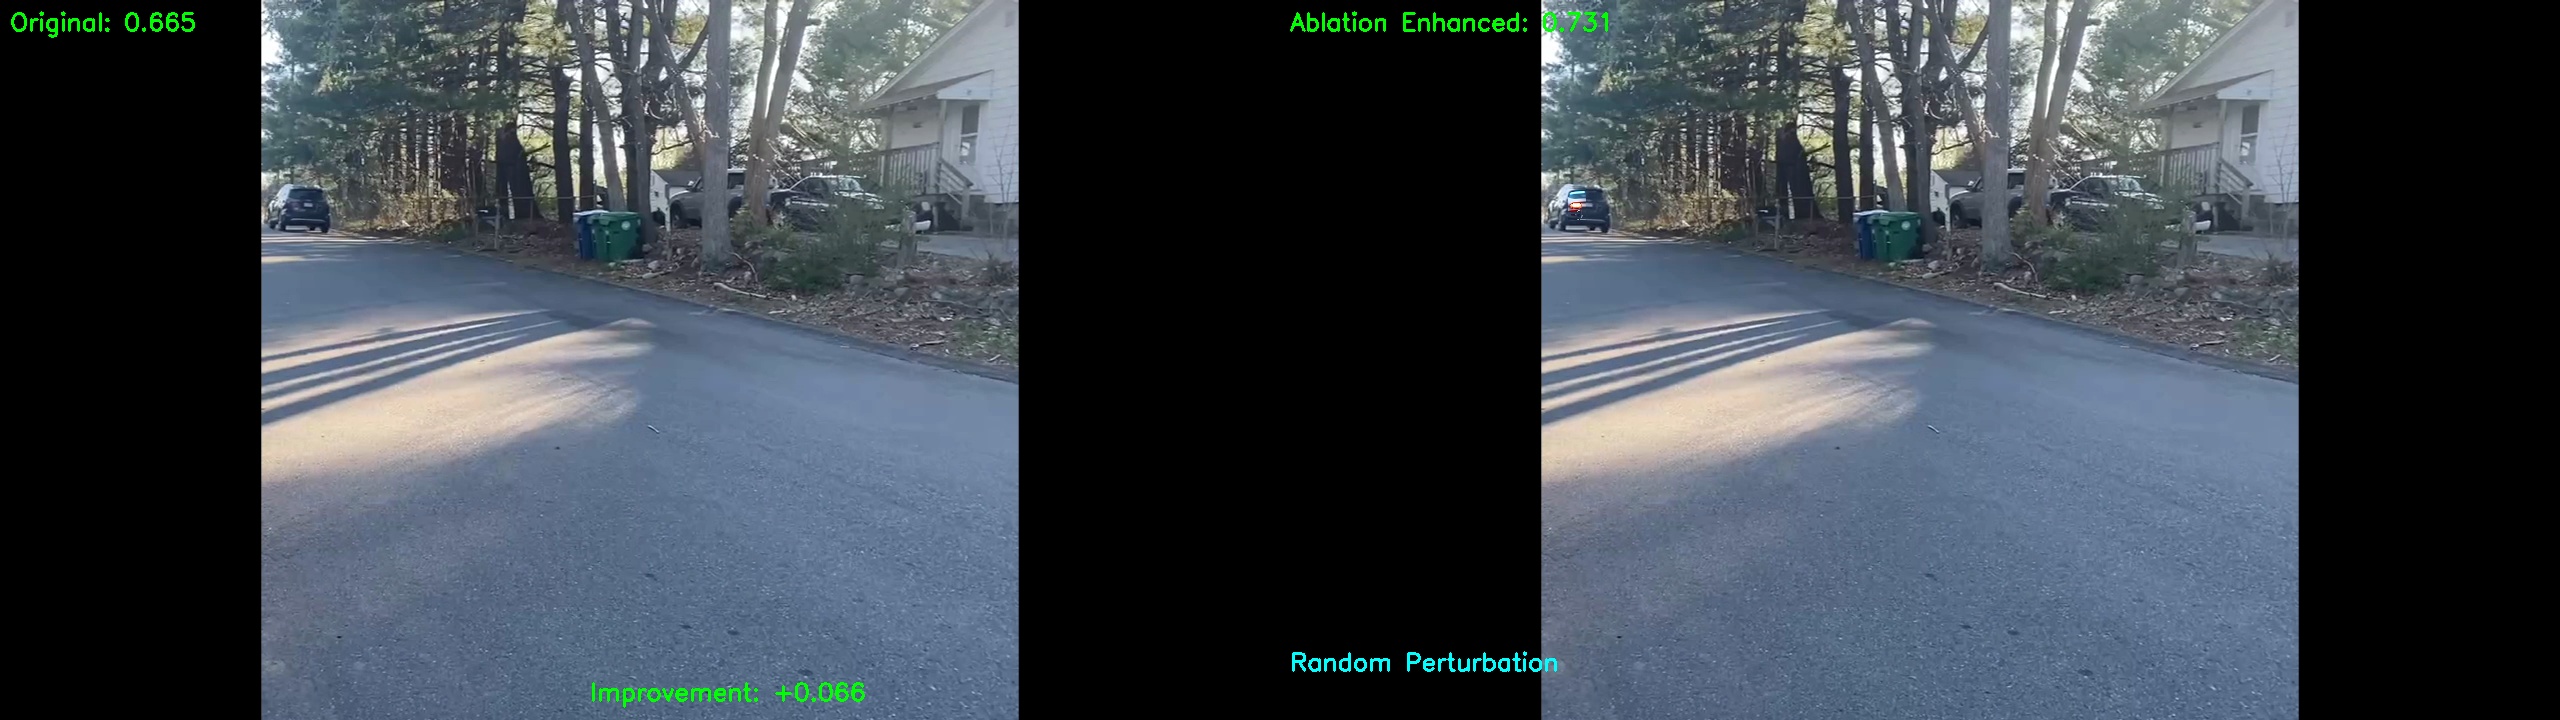 Original: 0.665
Ablation Enhanced: 0.731
Random Perturbation
Improvement: +0.066